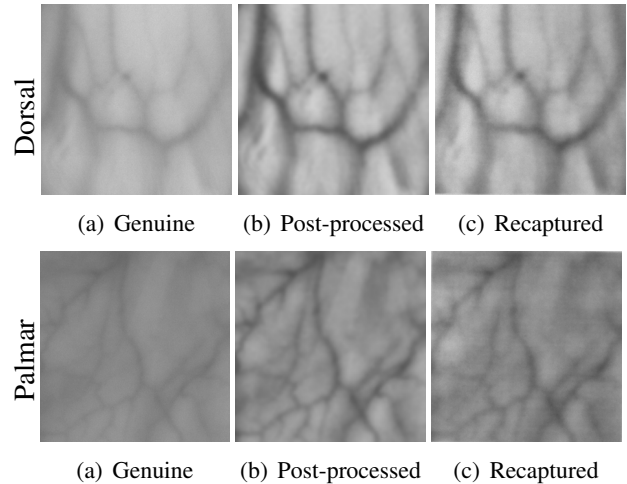 Dorsal
(a) Genuine (b) Post-processed (c) Recaptured
Palmar
(a) Genuine (b) Post-processed (c) Recaptured